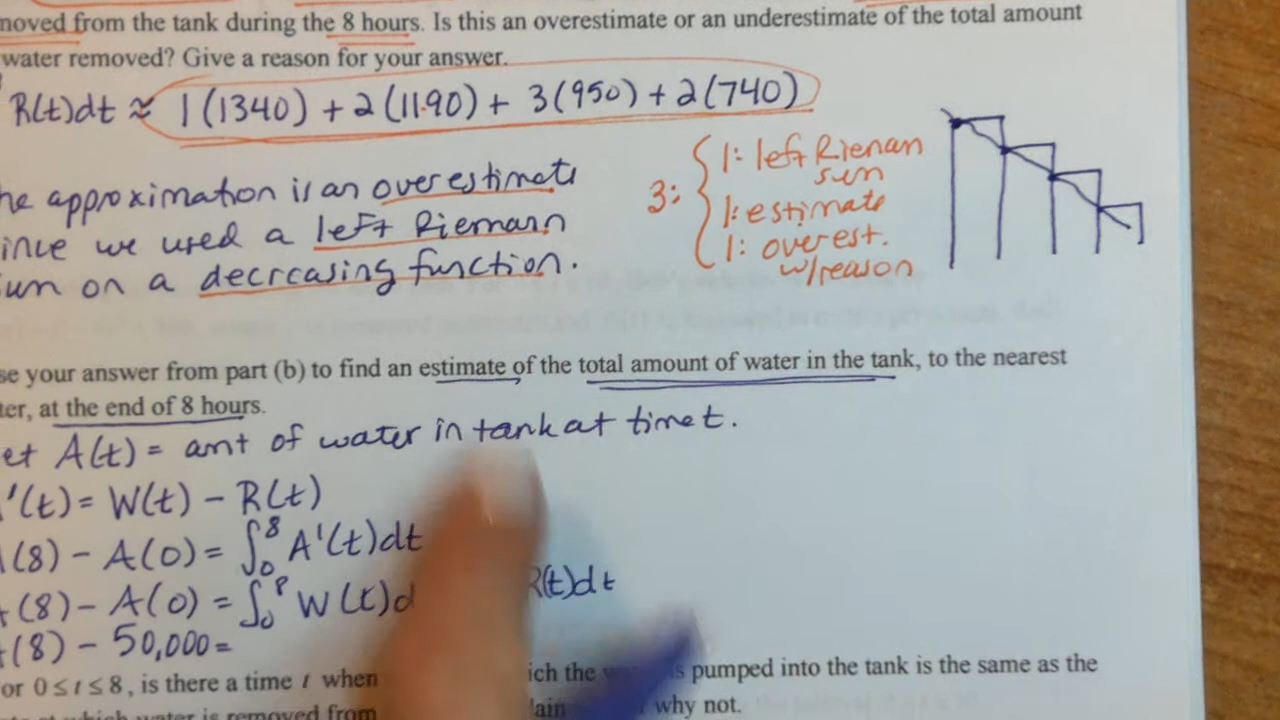 moved from the tank during the 8 hours. Is this an overestimate or an underestimate of the total amount
water removed? Give a reason for your answer.
R(t)dt ≈ 1(1340) + 2(1190) + 3(950) + 2(740)
he approximation is an overestimate
ince we used a left Riemann
um on a decreasing function.
3: { 1: left Rienan
sum
1: estimate
1: overest.
w/reason
se your answer from part (b) to find an estimate of the total amount of water in the tank, to the nearest
ter, at the end of 8 hours.
et A(t) = amt of water in tank at time t.
'(t) = W(t) - R(t)
(8) - A(0) = ∫₀⁸ A'(t)dt
(8) - A(0) = ∫₀⁸ W(t)d R(t)dt
(8) - 50,000 =
or 0 ≤ t ≤ 8, is there a time t when ich the is pumped into the tank is the same as the
at which water is removed from lain why not.